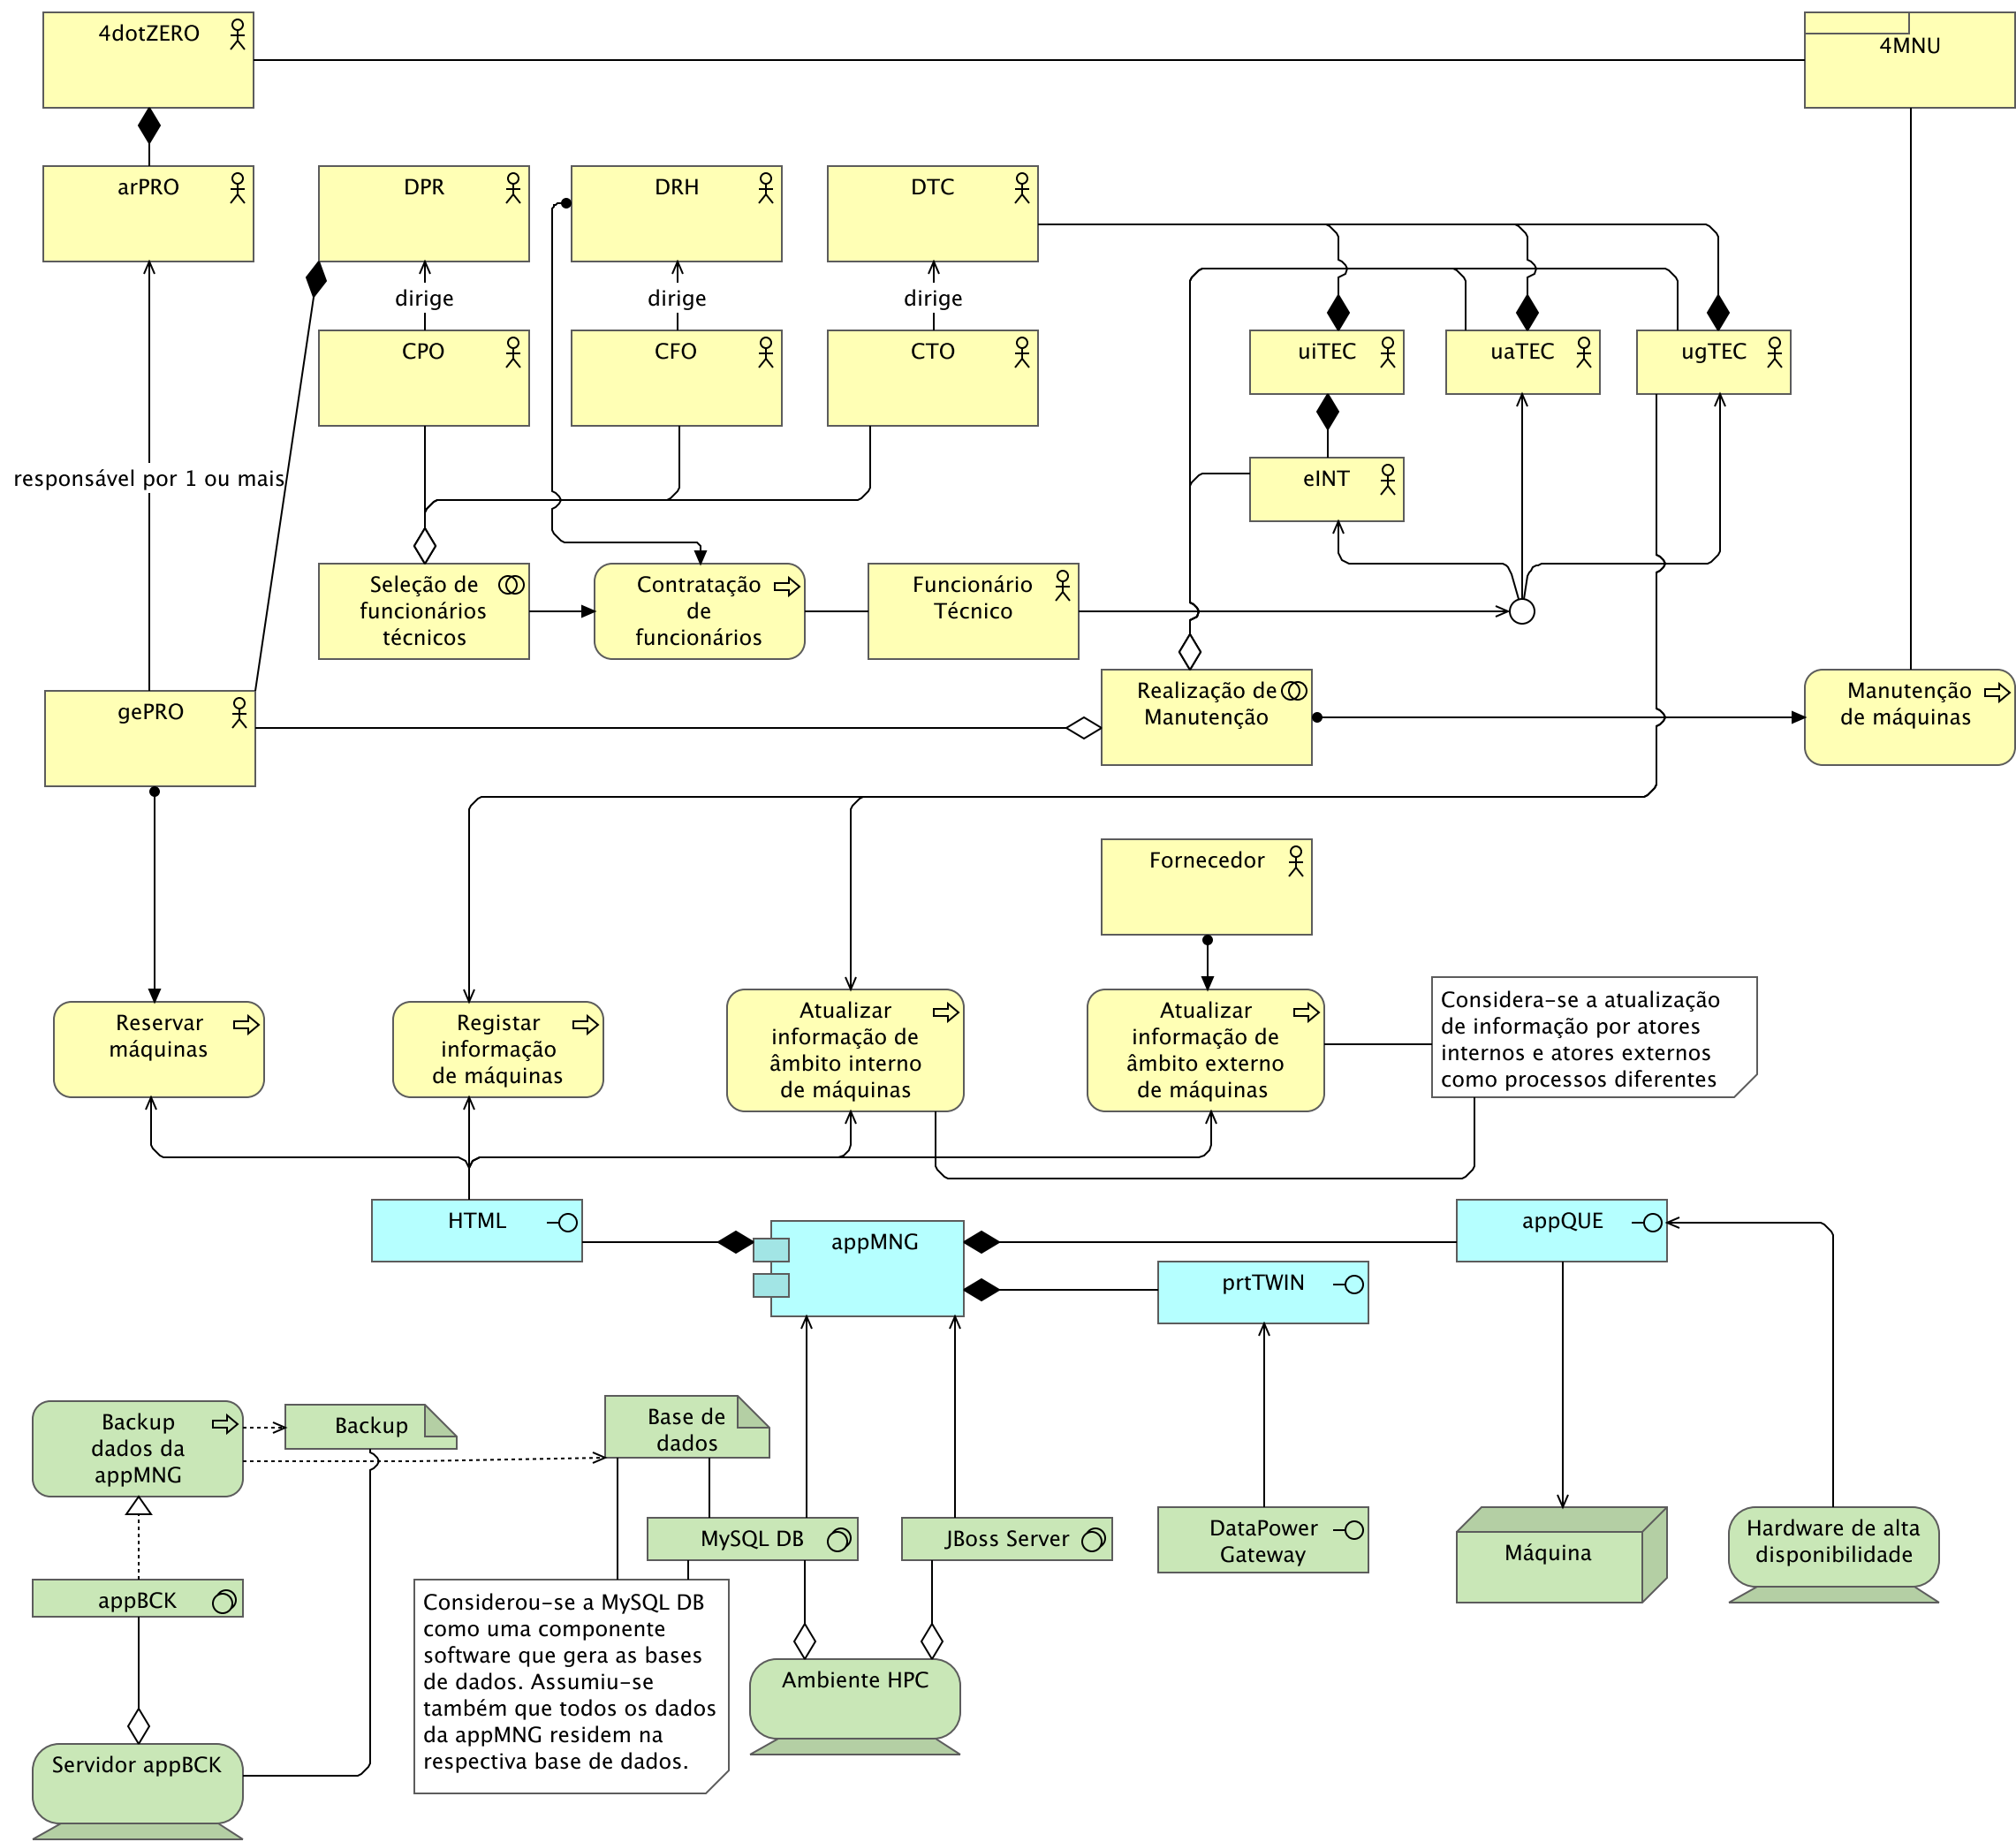 4dotZERO
4MNU
arPRO
DPR
DRH
DTC
dirige
dirige
dirige
CPO
CFO
CTO
uiTEC
uaTEC
ugTEC
responsável por 1 ou mais
eINT
Seleção de
funcionários
técnicos
Contratação
de
funcionários
Funcionário
Técnico
gePRO
Realização de
Manutenção
Manutenção
de máquinas
Fornecedor
Reservar
máquinas
Registar
informação
de máquinas
Atualizar
informação de
âmbito interno
de máquinas
Atualizar
informação de
âmbito externo
de máquinas
Considera-se a atualização
de informação por atores
internos e atores externos
como processos diferentes
HTML
appMNG
appQUE
prtTWIN
Backup
dados da
appMNG
Backup
Base de
dados
MySQL DB
JBoss Server
DataPower
Gateway
Máquina
Hardware de alta
disponibilidade
appBCK
Considerou-se a MySQL DB
como uma componente
software que gera as bases
de dados. Assumiu-se
também que todos os dados
da appMNG residem na
respectiva base de dados.
Ambiente HPC
Servidor appBCK